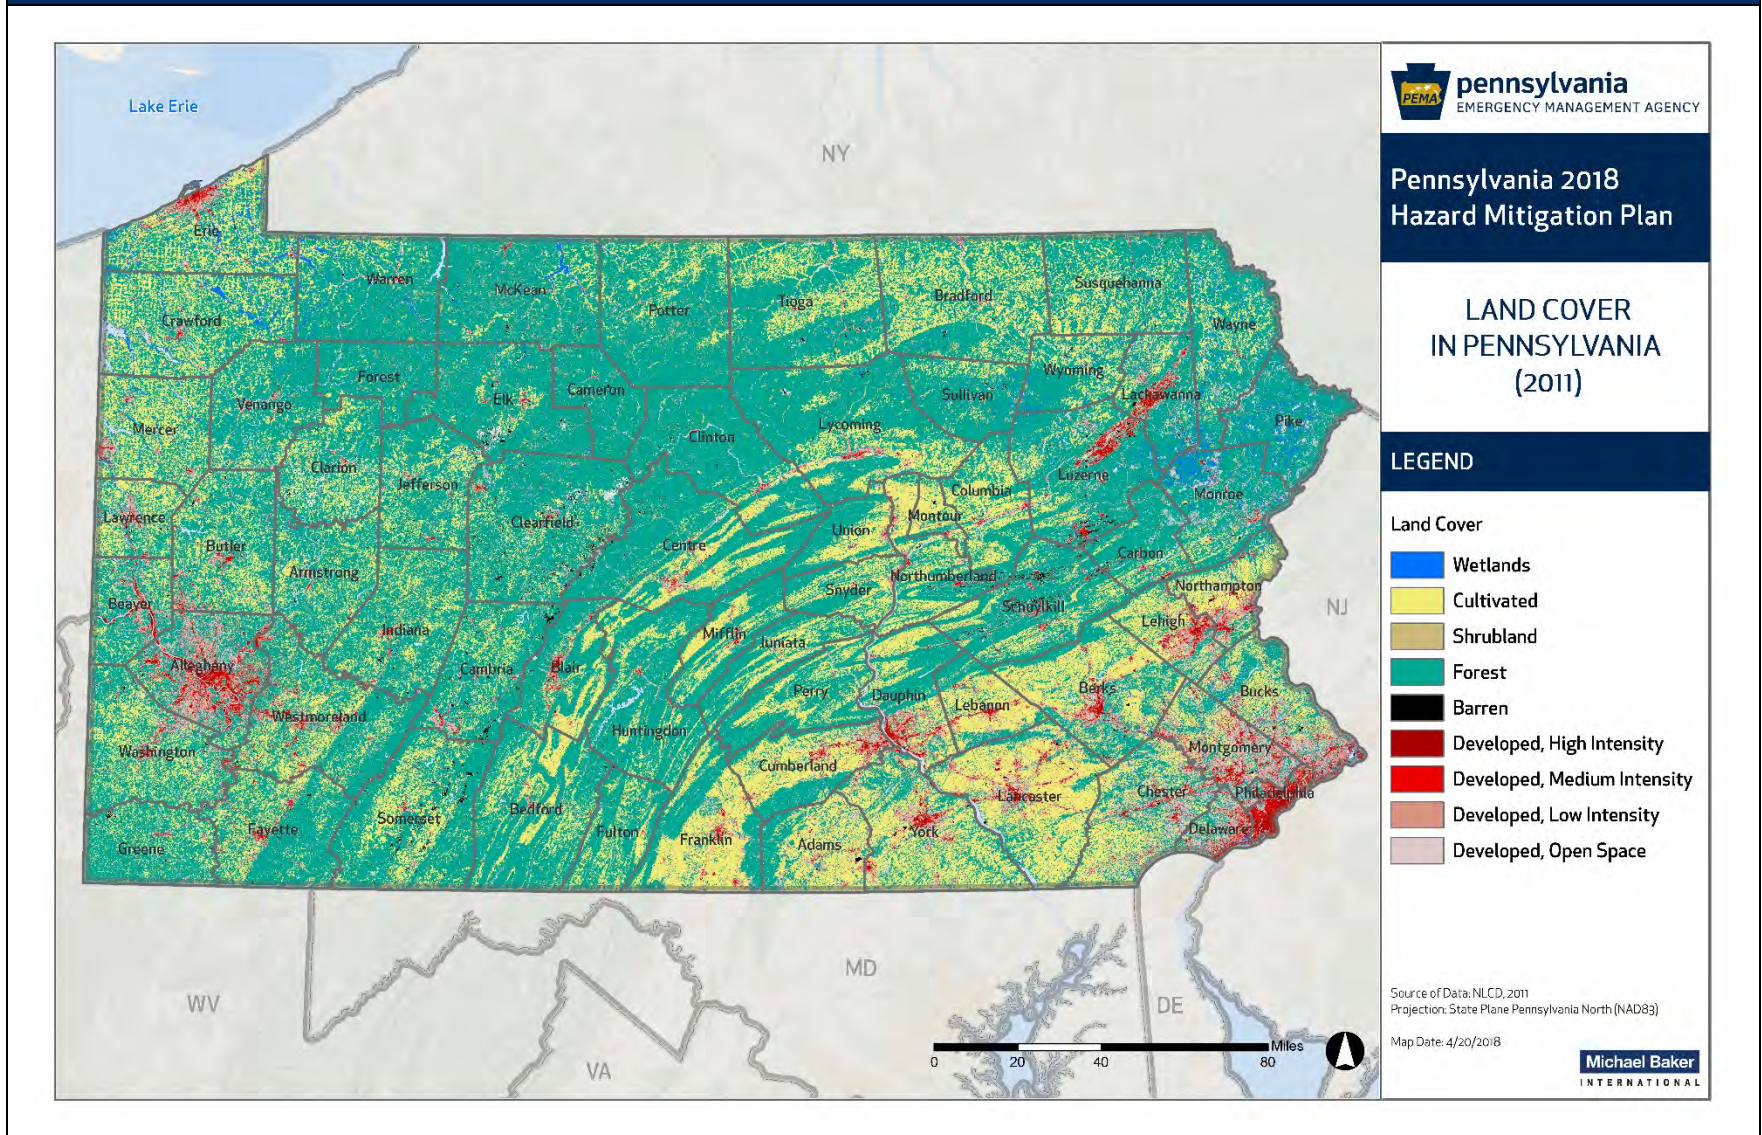 Lake Erie
NY
Erie
Warren
McKean
Potter
Tioga
Bradford
Susquehanna
Wayne
Crawford
Forest
Elk
Cameron
Sullivan
Wyoming
Lackawanna
Pike
Venango
Mercer
Clinton
Lycoming
Clarion
Jefferson
Luzerne
Columbia
Monroe
Lawrence
Clearfield
Montour
Union
Butler
Centre
Carbon
Armstrong
Northumberland
Northampton
Snyder
Schuylkill
Beaver
NJ
Indiana
Mifflin
Juniata
Lehigh
Allegheny
Cambria
Blair
Perry
Dauphin
Berks
Bucks
Lebanon
Westmoreland
Huntingdon
Washington
Montgomery
Cumberland
Lancaster
Chester
Philadelphia
Bedford
Somerset
Fayette
Fulton
Franklin
Adams
York
Delaware
Greene
MD
WV
DE
VA
0 20 40 80 Miles
PEMA
pennsylvania
EMERGENCY MANAGEMENT AGENCY
Pennsylvania 2018
Hazard Mitigation Plan
LAND COVER
IN PENNSYLVANIA
(2011)
LEGEND
Land Cover
Wetlands
Cultivated
Shrubland
Forest
Barren
Developed, High Intensity
Developed, Medium Intensity
Developed, Low Intensity
Developed, Open Space
Source of Data: NLCD, 2011
Projection: State Plane Pennsylvania North (NAD83)
Map Date: 4/20/2018
Michael Baker
INTERNATIONAL